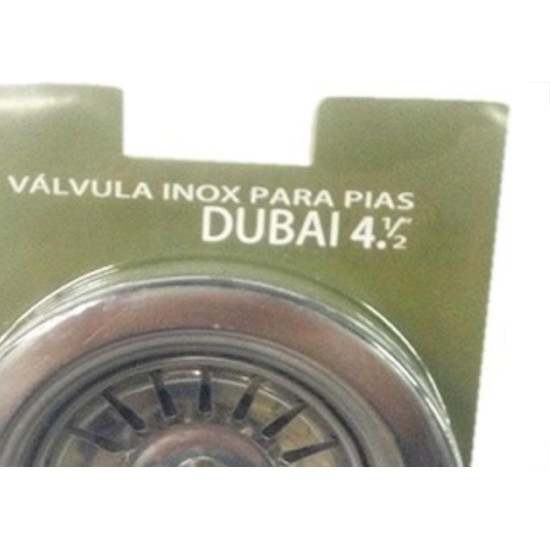 VÁLVULA INOX PARA PIAS
DUBAI 4.½"